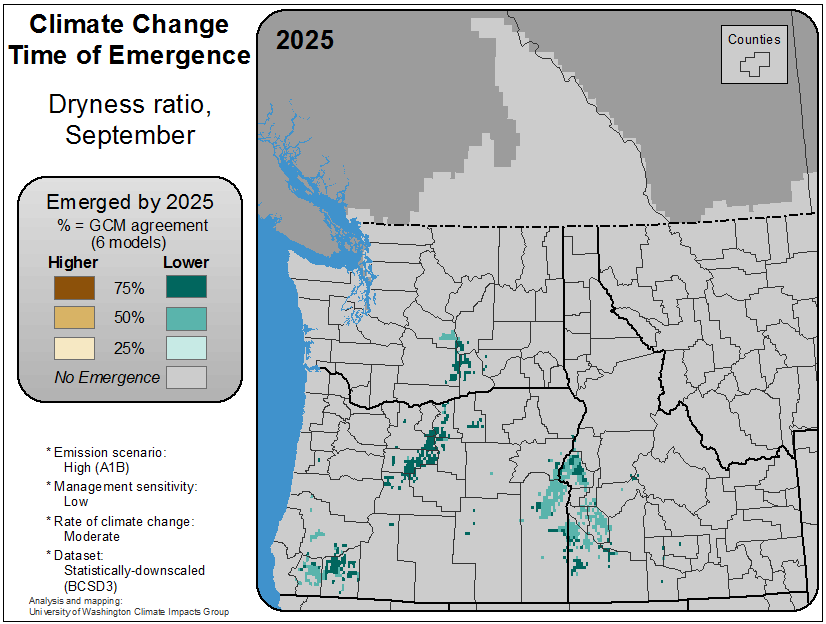 Climate Change
Time of Emergence
Dryness ratio,
September
Emerged by 2025
% = GCM agreement
(6 models)
Higher Lower
75%
50%
25%
No Emergence
* Emission scenario:
High (A1B)
* Management sensitivity:
Low
* Rate of climate change:
Moderate
* Dataset:
Statistically-downscaled
(BCSD3)
Analysis and mapping:
University of Washington Climate Impacts Group
2025
Counties